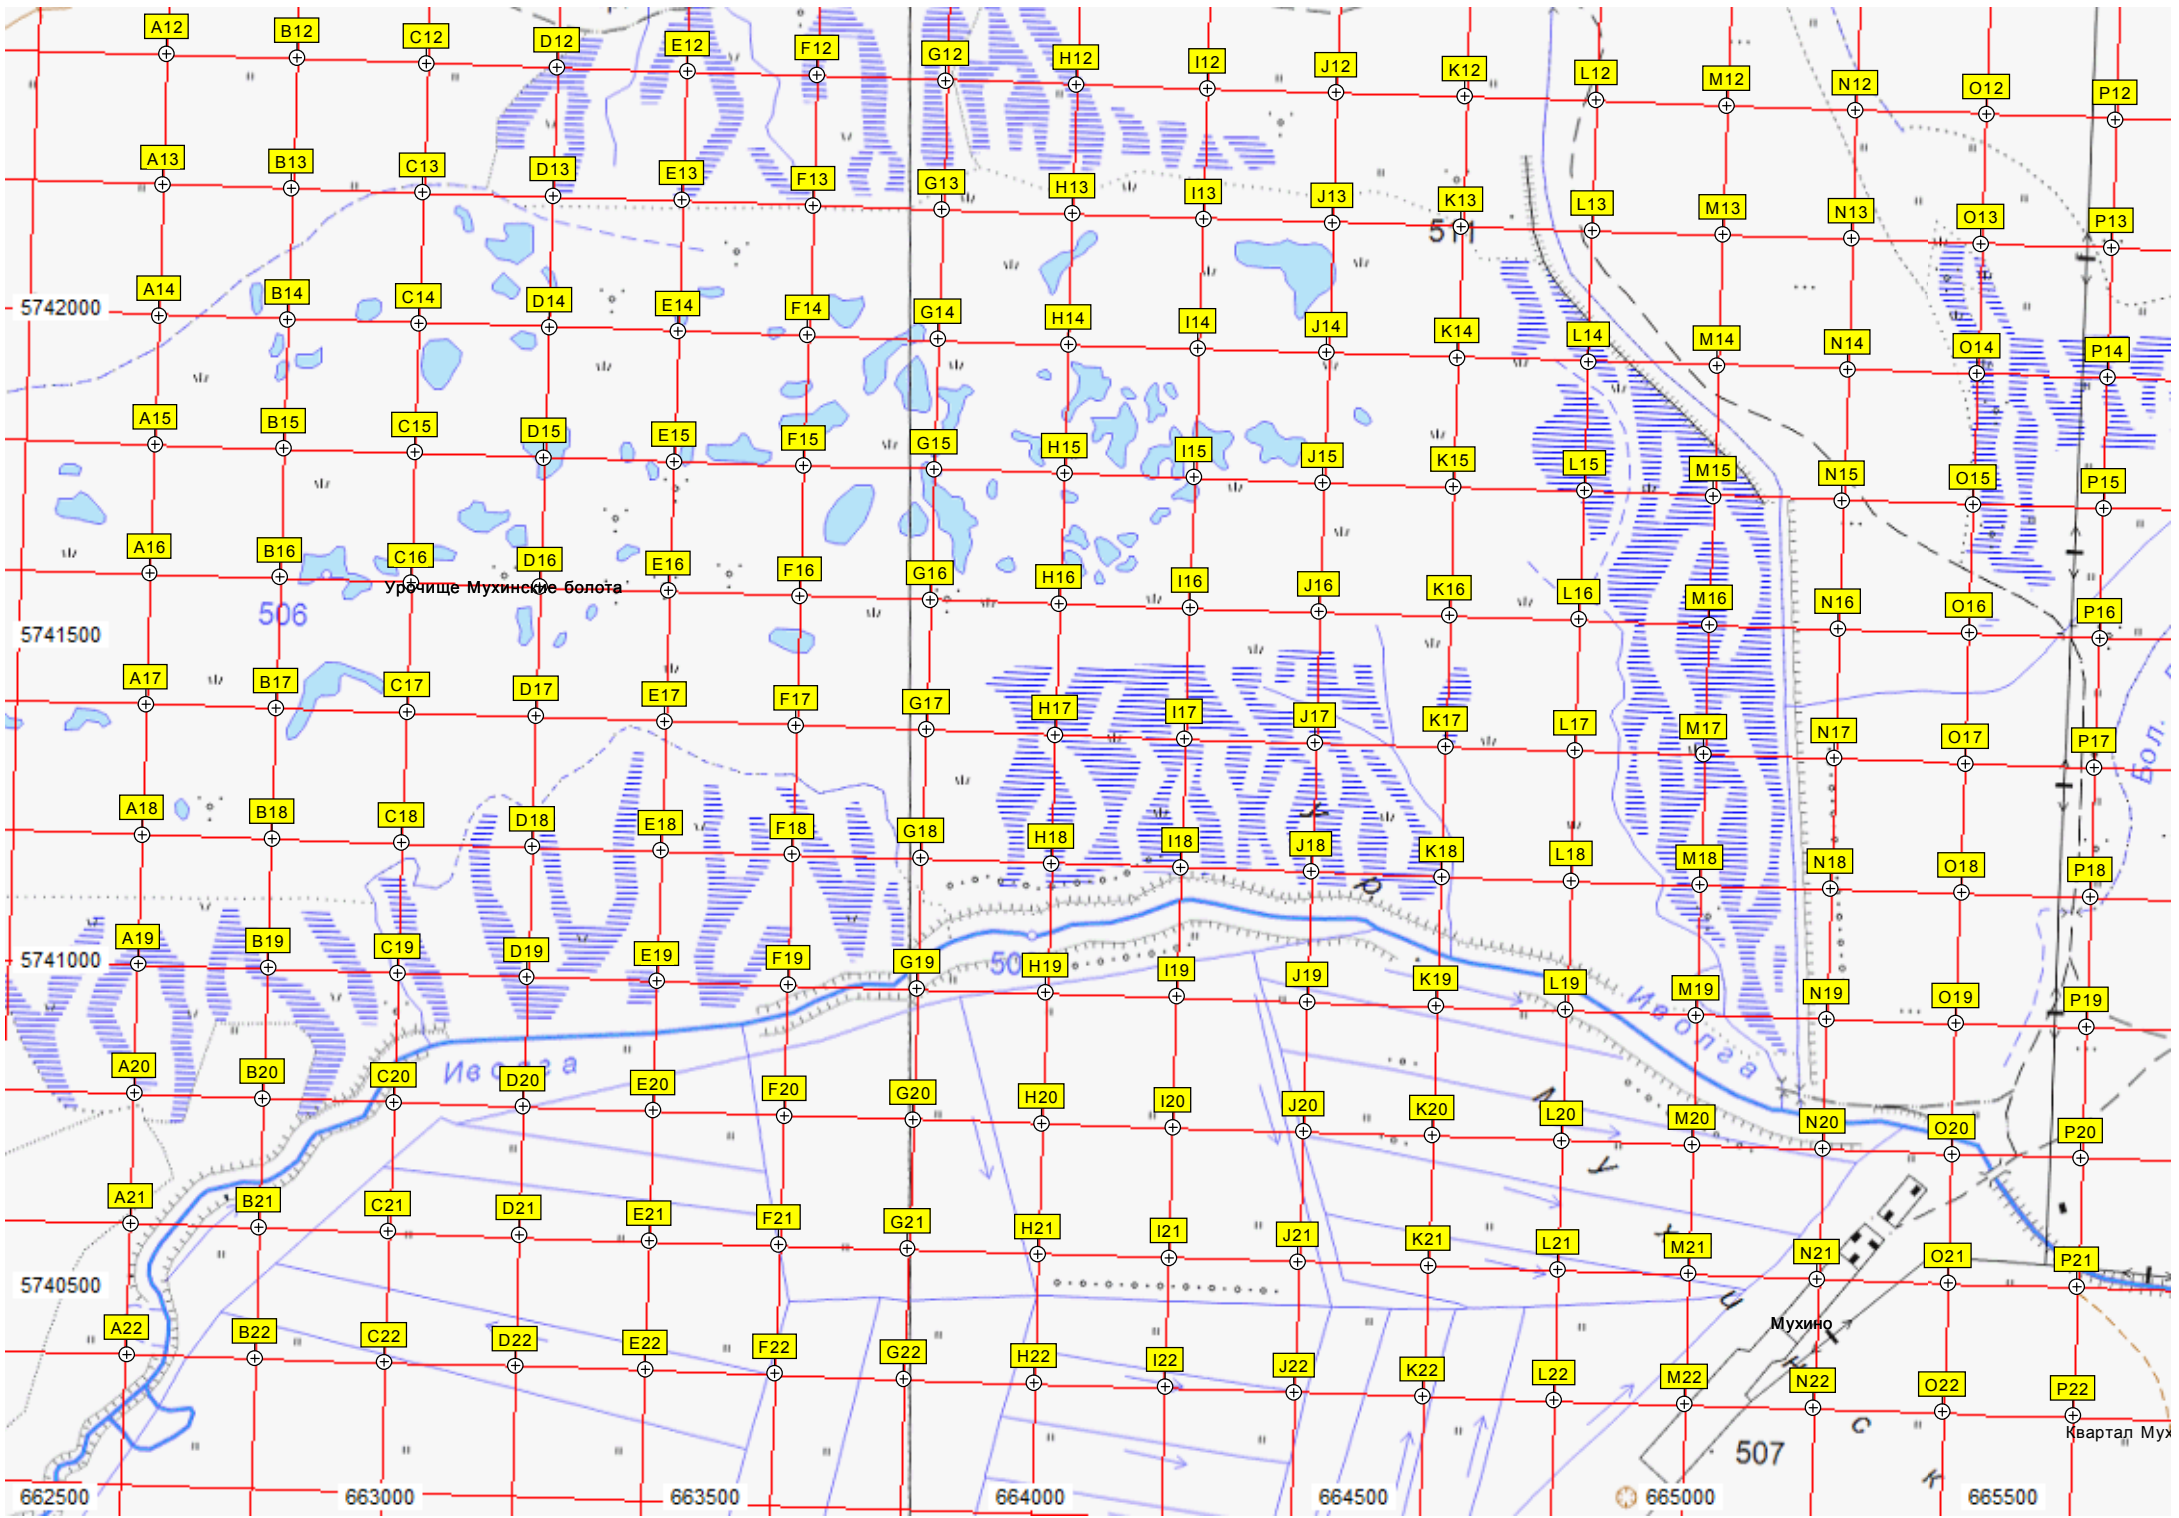 A12 B12 C12 D12 E12 F12 G12 H12 I12 J12 K12 L12 M12 N12 O12 P12
A13 B13 C13 D13 E13 F13 G13 H13 I13 J13 K13 L13 M13 N13 O13 P13
511
A14 B14 C14 D14 E14 F14 G14 H14 I14 J14 K14 L14 M14 N14 O14 P14
5742000
A15 B15 C15 D15 E15 F15 G15 H15 I15 J15 K15 L15 M15 N15 O15 P15
A16 B16 C16 D16 E16 F16 G16 H16 I16 J16 K16 L16 M16 N16 O16 P16
Урочище Мухинские болота
506
5741500
A17 B17 C17 D17 E17 F17 G17 H17 I17 J17 K17 L17 M17 N17 O17 P17
Бол.
A18 B18 C18 D18 E18 F18 G18 H18 I18 J18 K18 L18 M18 N18 O18 P18
A19 B19 C19 D19 E19 F19 G19 H19 I19 J19 K19 L19 M19 N19 O19 P19
5741000
50
Иволга
Иволга
A20 B20 C20 D20 E20 F20 G20 H20 I20 J20 K20 L20 M20 N20 O20 P20
A21 B21 C21 D21 E21 F21 G21 H21 I21 J21 K21 L21 M21 N21 O21 P21
5740500
Мухино
A22 B22 C22 D22 E22 F22 G22 H22 I22 J22 K22 L22 M22 N22 O22 P22
Квартал Мух
507
662500 663000 663500 664000 664500 665000 665500